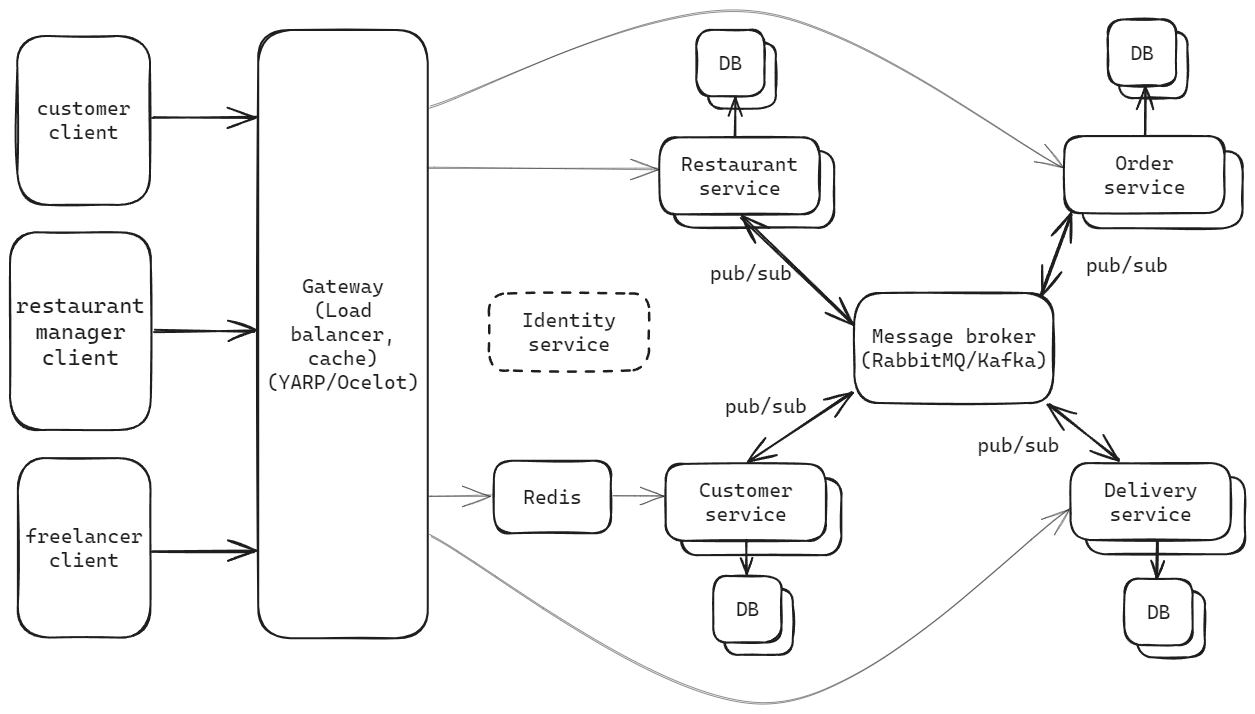 customer
client
restaurant
manager
client
freelancer
client
Gateway
(Load
balancer,
cache)
(YARP/Ocelot)
DB
Restaurant
service
pub/sub
Identity
service
pub/sub
Redis
Customer
service
DB
Message broker
(RabbitMQ/Kafka)
DB
Order
service
pub/sub
pub/sub
Delivery
service
DB